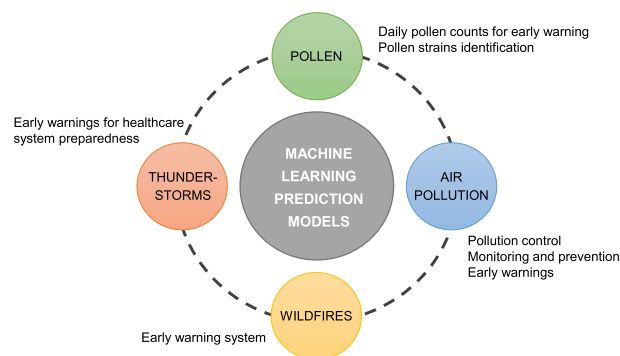 POLLEN
Daily pollen counts for early warning
Pollen strains identification
Early warnings for healthcare
system preparedness
THUNDER-
STORMS
MACHINE
LEARNING
PREDICTION
MODELS
AIR
POLLUTION
Pollution control
Monitoring and prevention
Early warnings
WILDFIRES
Early warning system